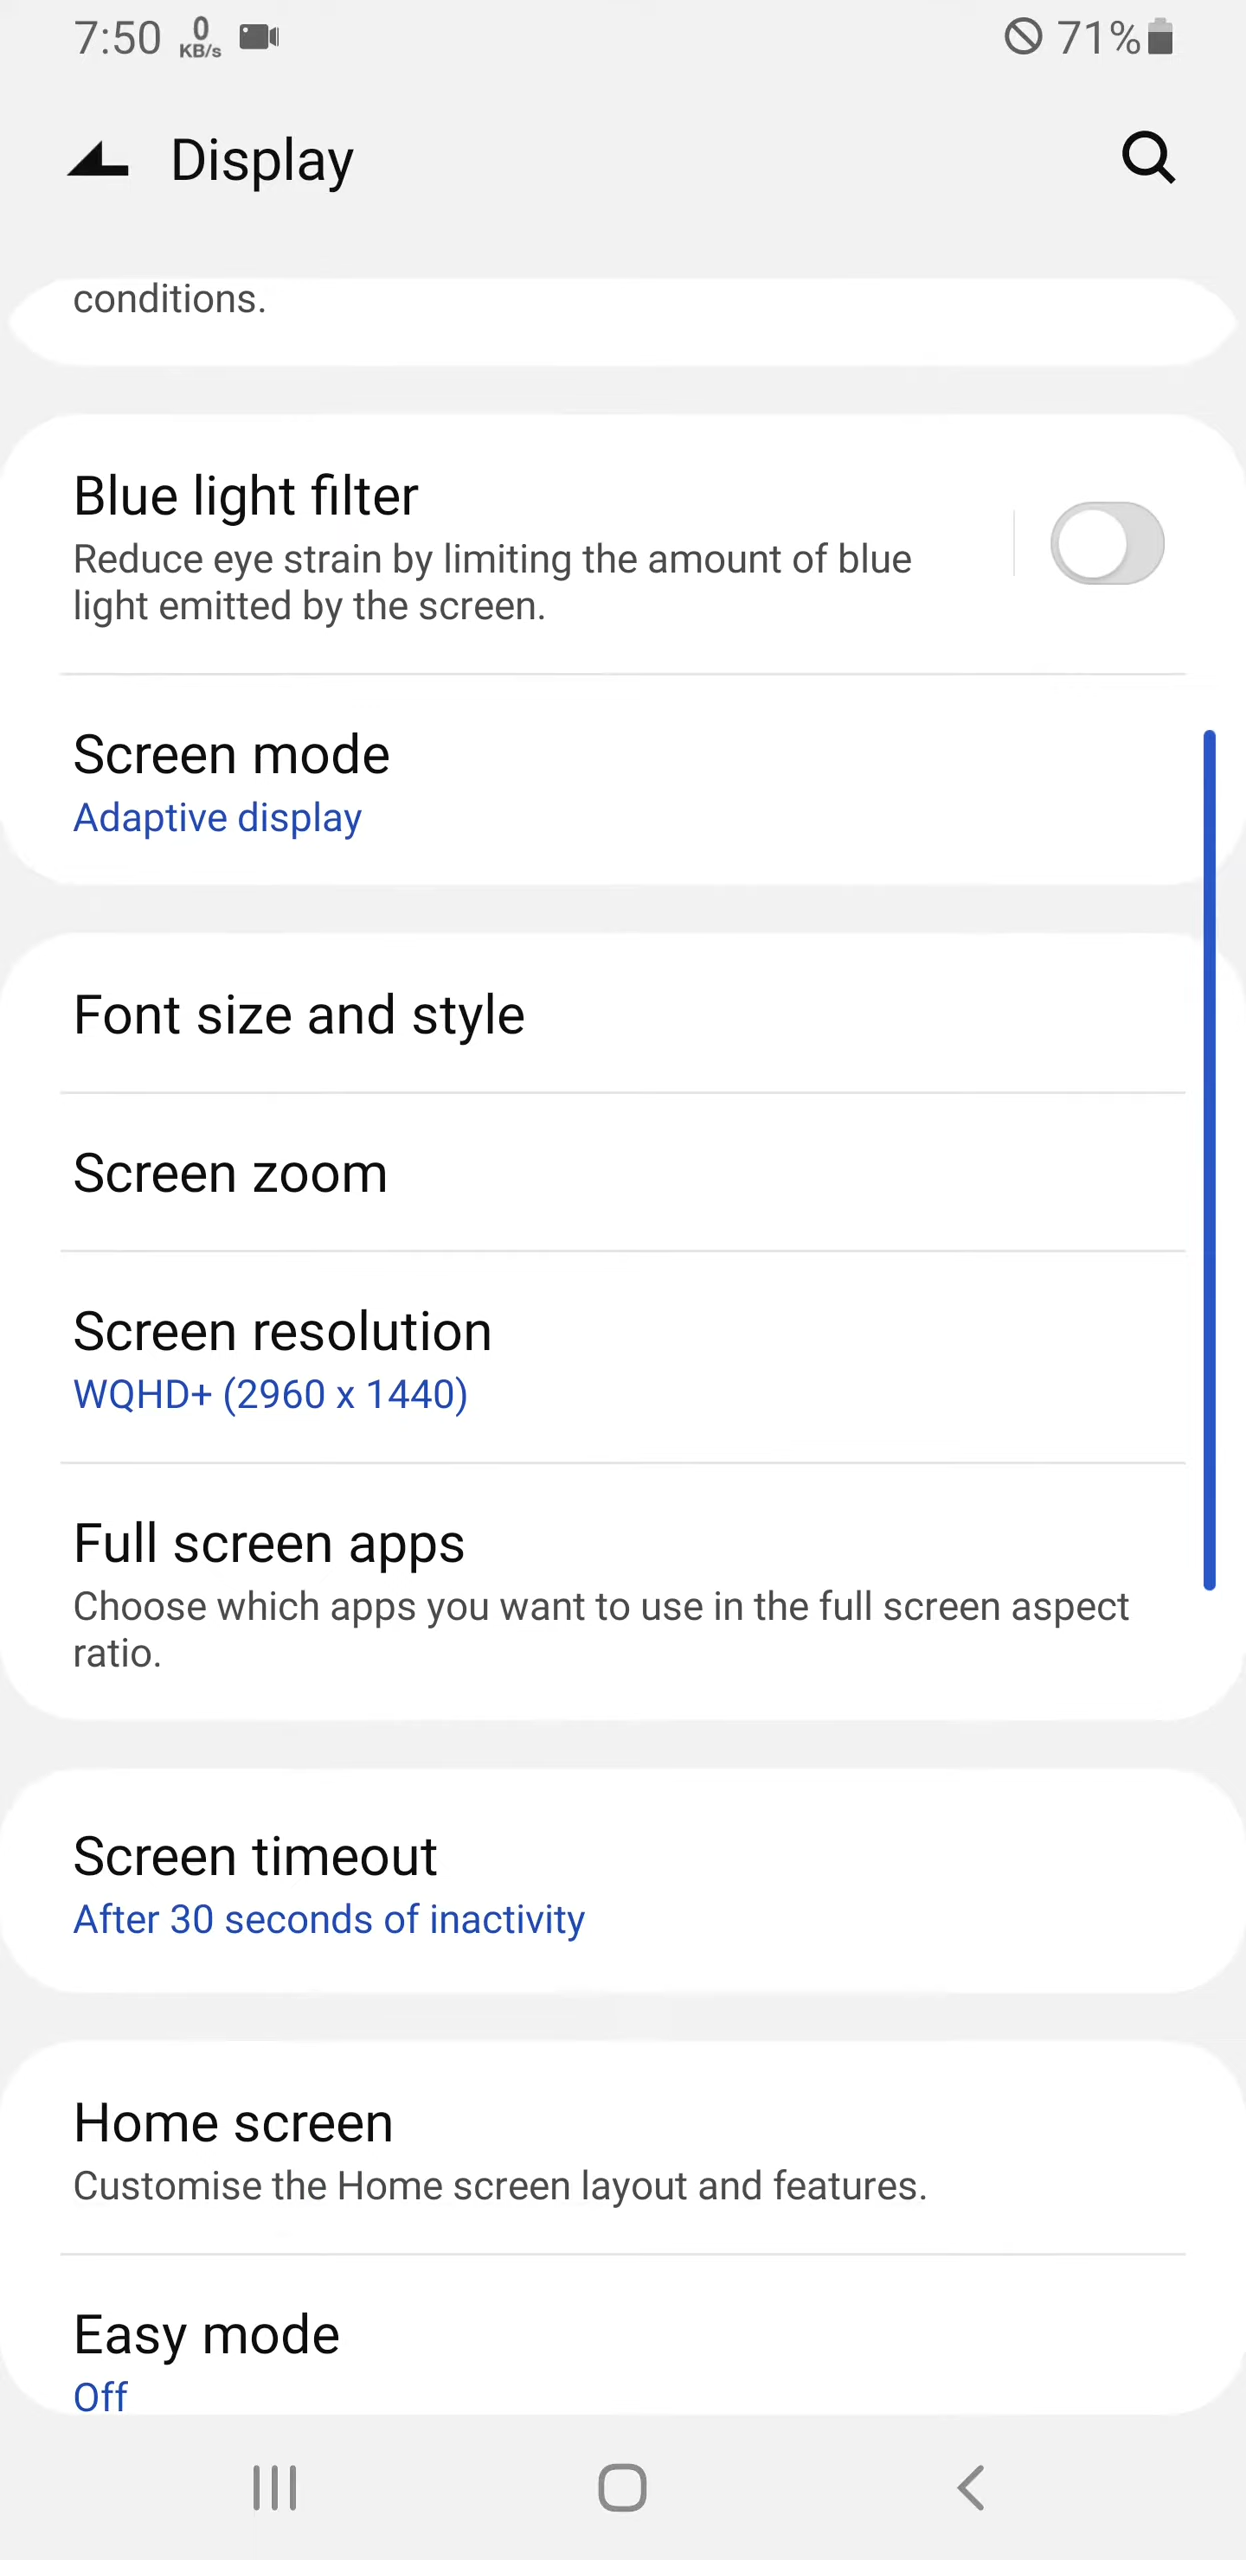 7:50 0 KB/s 71%
Display
conditions.
Blue light filter
Reduce eye strain by limiting the amount of blue
light emitted by the screen.
Screen mode
Adaptive display
Font size and style
Screen zoom
Screen resolution
WQHD+ (2960 x 1440)
Full screen apps
Choose which apps you want to use in the full screen aspect
ratio.
Screen timeout
After 30 seconds of inactivity
Home screen
Customise the Home screen layout and features.
Easy mode
Off